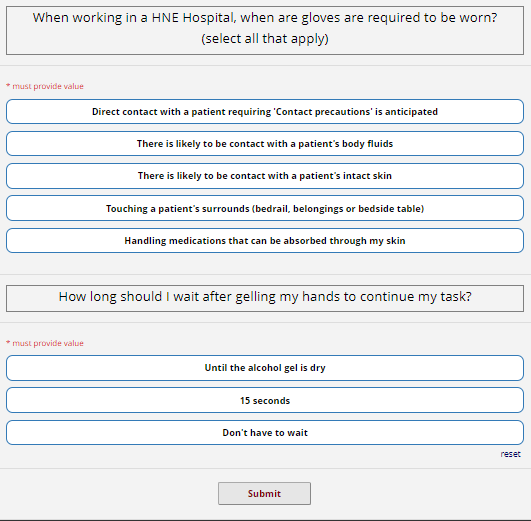 When working in a HNE Hospital, when are gloves are required to be worn?
(select all that apply)
* must provide value
Direct contact with a patient requiring 'Contact precautions' is anticipated
There is likely to be contact with a patient's body fluids
There is likely to be contact with a patient's intact skin
Touching a patient's surrounds (bedrail, belongings or bedside table)
Handling medications that can be absorbed through my skin
How long should I wait after gelling my hands to continue my task?
* must provide value
Until the alcohol gel is dry
15 seconds
Don't have to wait
reset
Submit